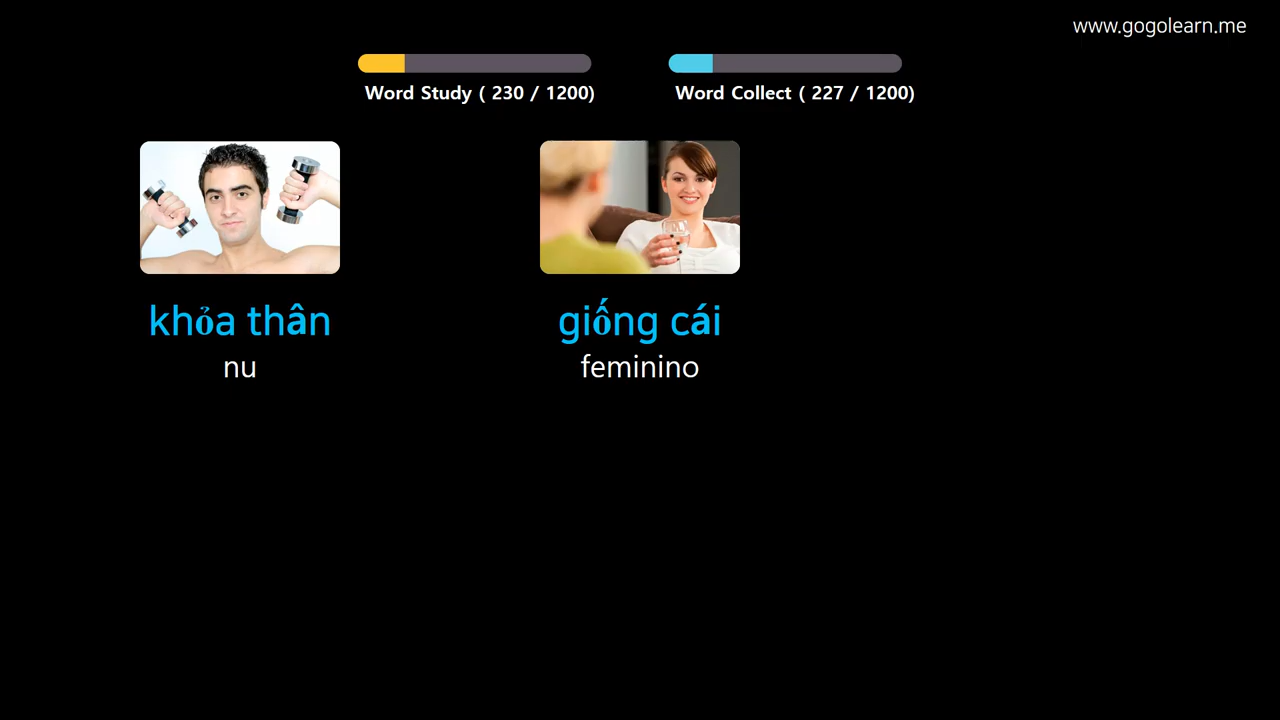 www.gogolearn.me
Word Study ( 230 / 1200)
Word Collect ( 227 / 1200)
khỏa thân
nu
giống cái
feminino